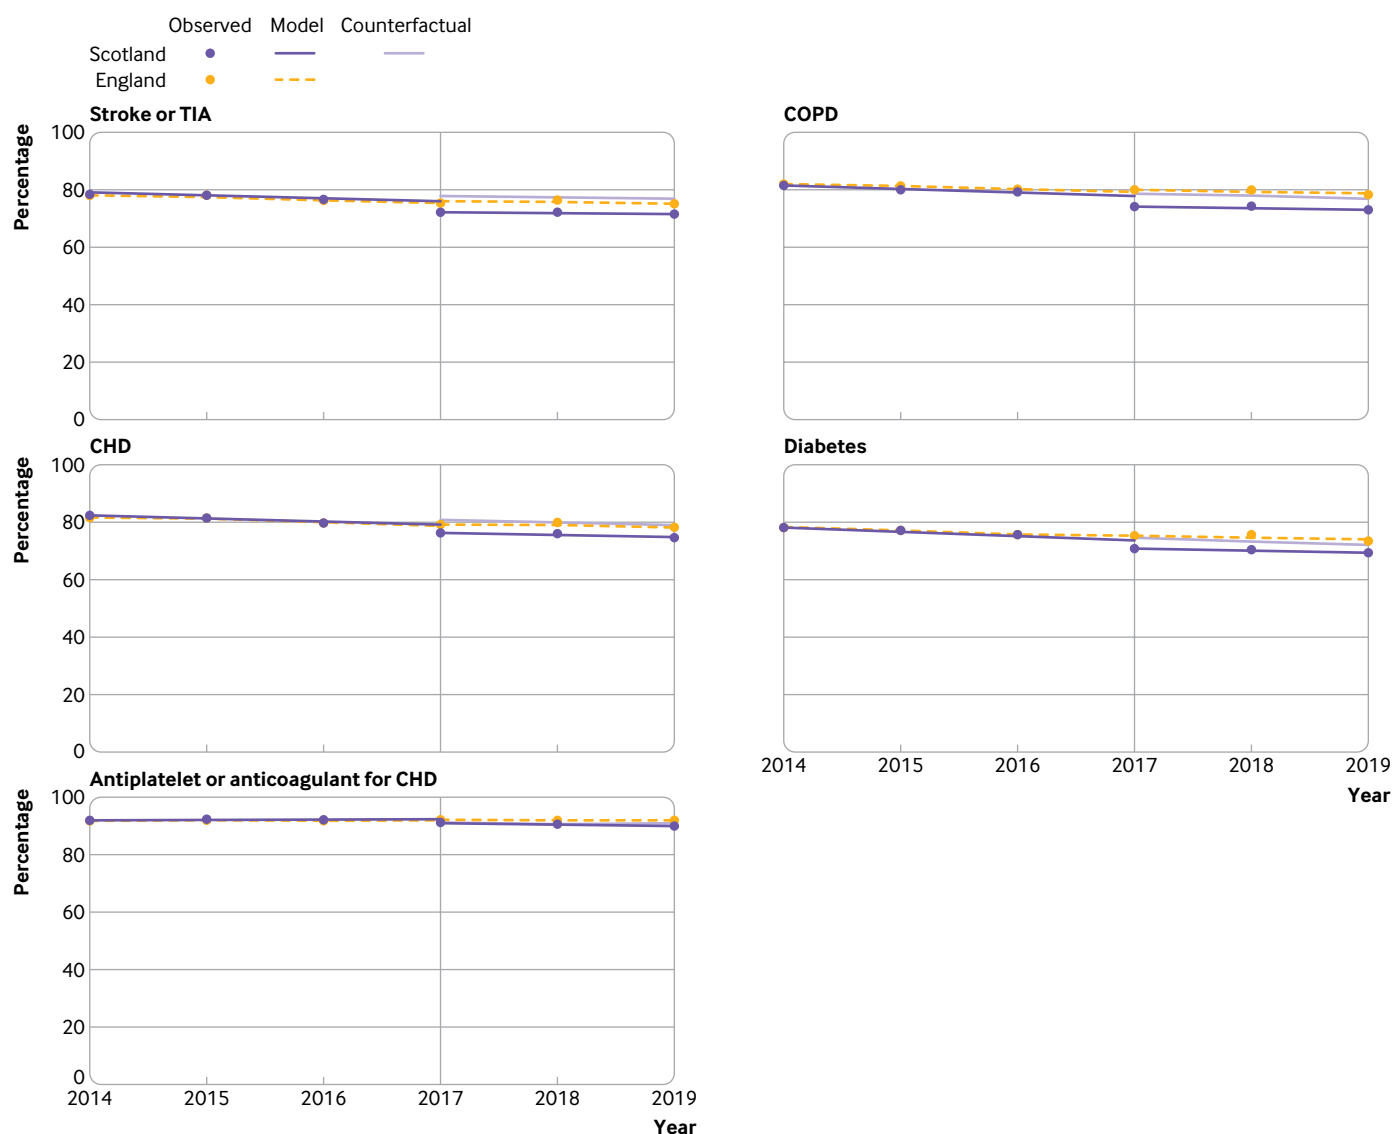 Observed Model Counterfactual
Scotland
England
Stroke or TIA
Percentage
100
80
60
40
20
0
COPD
CHD
Percentage
100
80
60
40
20
0
Diabetes
2014 2015 2016 2017 2018 2019
Year
Antiplatelet or anticoagulant for CHD
Percentage
100
80
60
40
20
0
2014 2015 2016 2017 2018 2019
Year